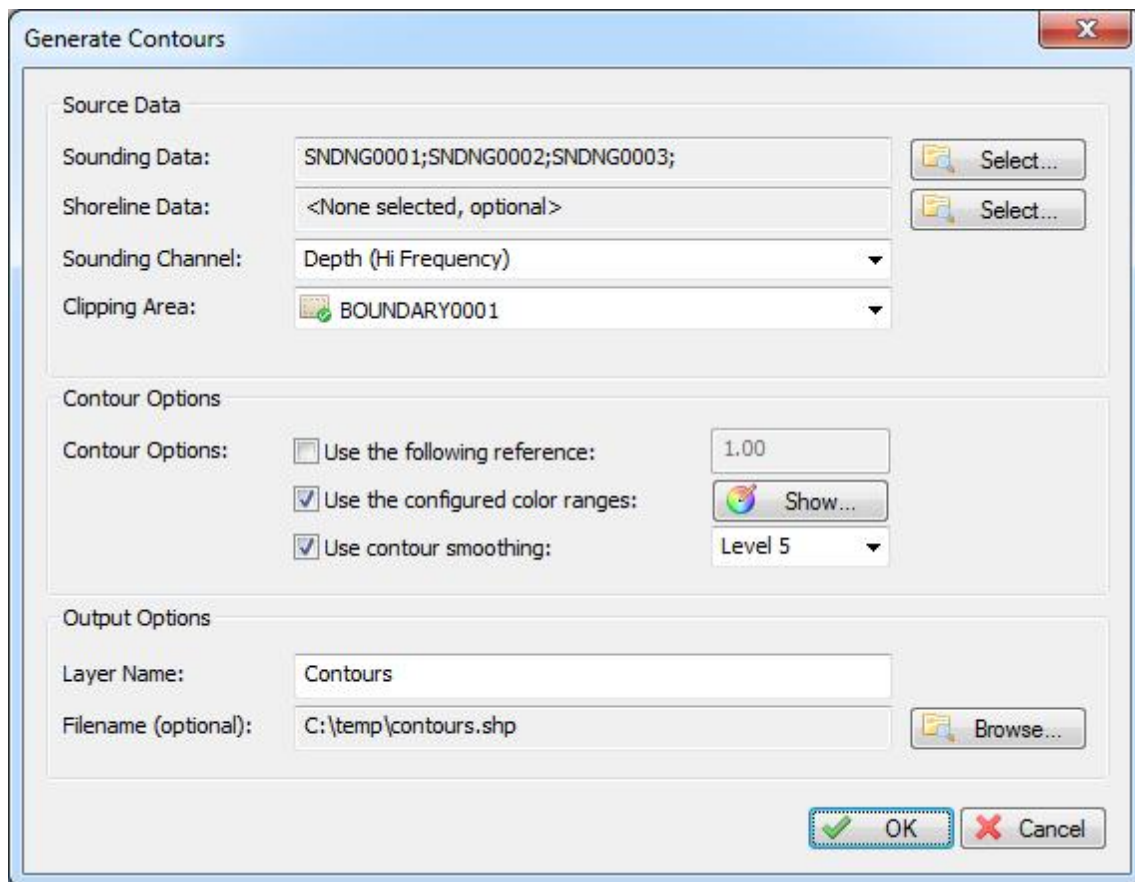 Generate Contours
Source Data
Sounding Data: SNDNG0001;SNDNG0002;SNDNG0003; Select...
Shoreline Data: <None selected, optional> Select...
Sounding Channel: Depth (Hi Frequency)
Clipping Area: BOUNDARY0001
Contour Options
Contour Options: Use the following reference: 1.00
Use the configured color ranges: Show...
Use contour smoothing: Level 5
Output Options
Layer Name: Contours
Filename (optional): C:\temp\contours.shp Browse...
OK Cancel